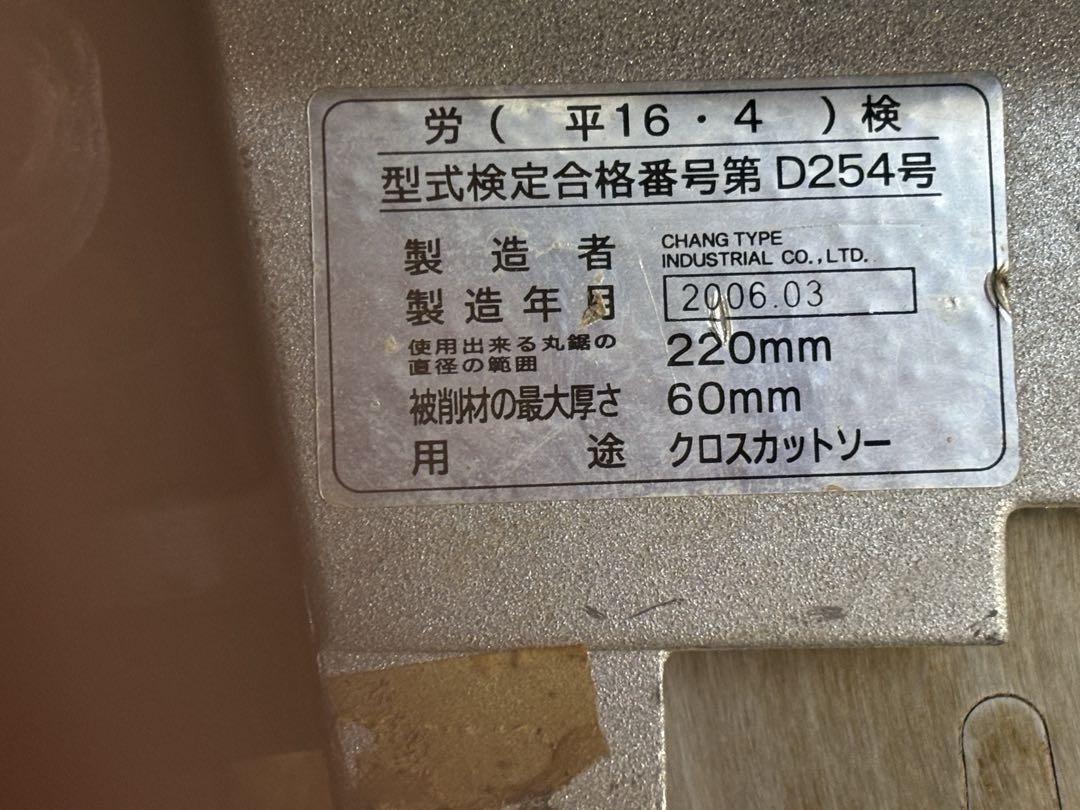 労( 平16・4 )検
型式検定合格番号第D254号
製造者 CHANG TYPE INDUSTRIAL CO.,LTD.
製造年月 2006.03
使用出来る丸鋸の直径の範囲 220mm
被削材の最大厚さ 60mm
用途 クロスカットソー